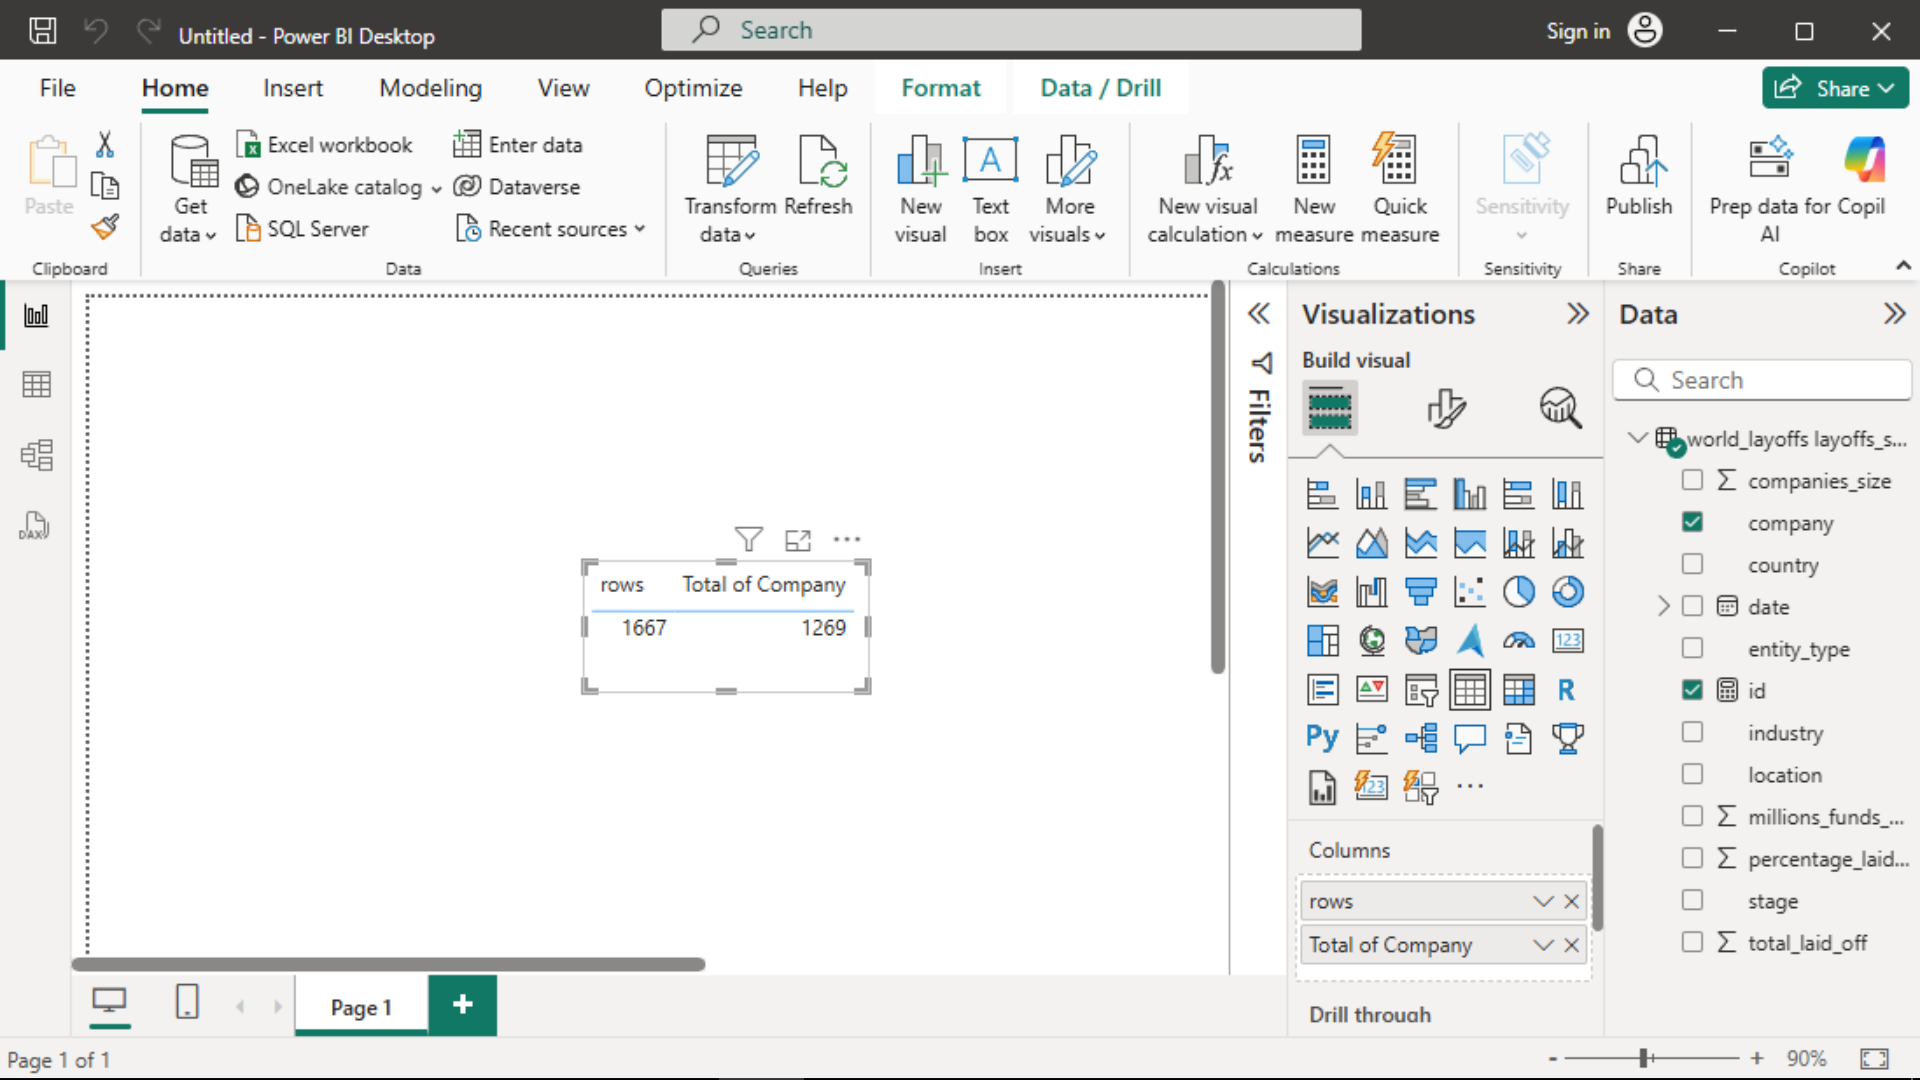 Untitled - Power BI Desktop
Search
Sign in
File
Home
Insert
Modeling
View
Optimize
Help
Format
Data / Drill
Share
Paste
Clipboard
Get data
Excel workbook
OneLake catalog
SQL Server
Enter data
Dataverse
Recent sources
Data
Transform data
Refresh
Queries
New visual
Text box
More visuals
Insert
New visual calculation
New measure
Quick measure
Calculations
Sensitivity
Sensitivity
Publish
Share
Prep data for AI
Copil
Copilot
DAX
rows Total of Company
1667 1269
Filters
Visualizations
Build visual
123
R
Py
123
Columns
rows
Total of Company
Drill through
Data
Search
world_layoffs layoffs_s...
companies_size
company
country
date
entity_type
id
industry
location
millions_funds_...
percentage_laid...
stage
total_laid_off
Page 1
Page 1 of 1
- + 90%